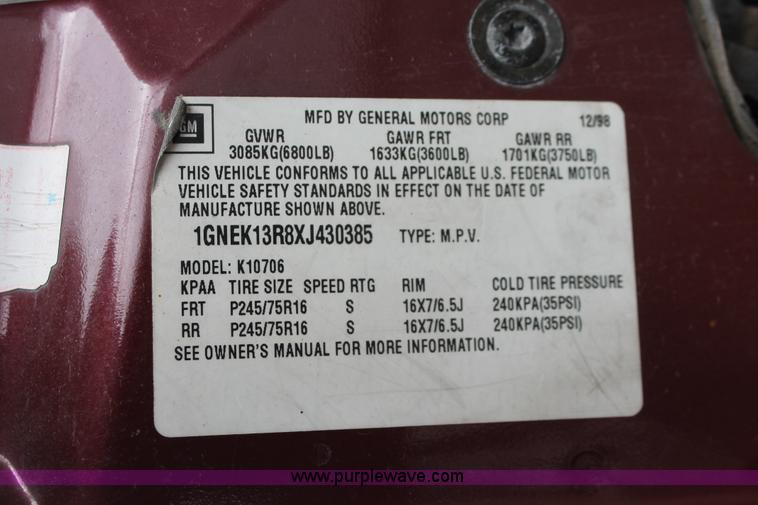 MFD BY GENERAL MOTORS CORP 12/98
GM
GVWR GAWR FRT GAWR RR
3085KG(6800LB) 1633KG(3600LB) 1701KG(3750LB)
THIS VEHICLE CONFORMS TO ALL APPLICABLE U.S. FEDERAL MOTOR
VEHICLE SAFETY STANDARDS IN EFFECT ON THE DATE OF
MANUFACTURE SHOWN ABOVE.
1GNEK13R8XJ430385 TYPE: M.P.V.
MODEL: K10706
KPAA TIRE SIZE SPEED RTG RIM COLD TIRE PRESSURE
FRT P245/75R16 S 16X7/6.5J 240KPA(35PSI)
RR P245/75R16 S 16X7/6.5J 240KPA(35PSI)
SEE OWNER'S MANUAL FOR MORE INFORMATION.
www.purplewave.com